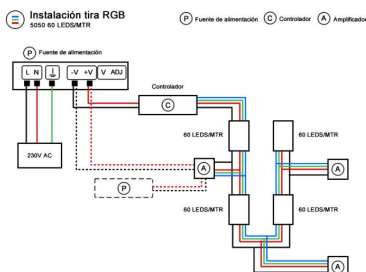 Instalación tira RGB
5050 60 LEDS/MTR
P Fuente de alimentación C Controlador A Amplificador
P Fuente de alimentación
L N -V +V V ADJ
Controlador
C
230V AC
60 LEDS/MTR 60 LEDS/MTR
A
A
P
60 LEDS/MTR 60 LEDS/MTR
A